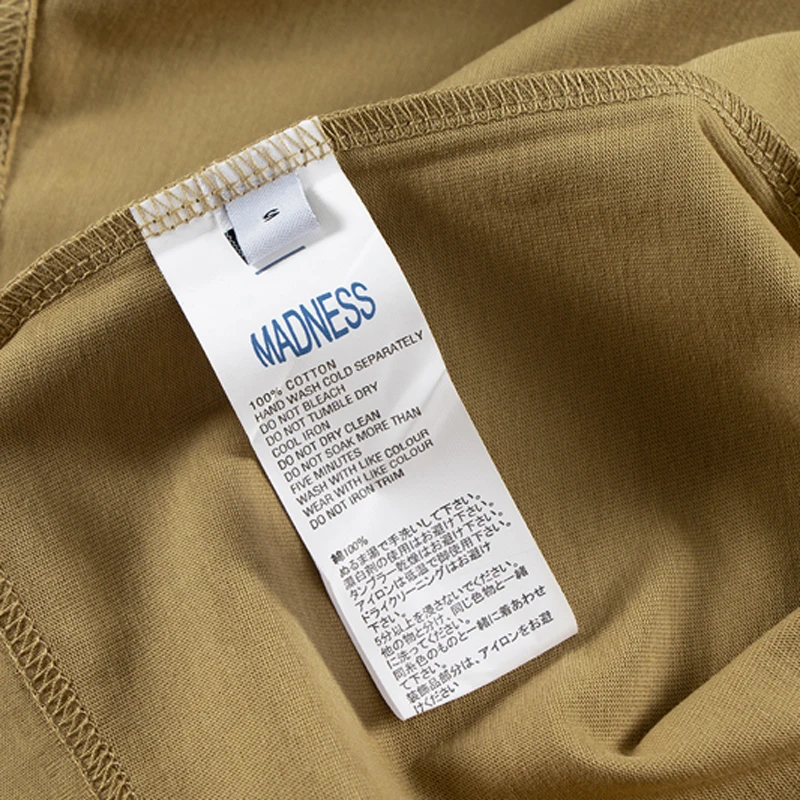 S
MADNESS
100% COTTON
HAND WASH COLD SEPARATELY
DO NOT BLEACH
DO NOT TUMBLE DRY
COOL IRON
DO NOT DRY CLEAN
DO NOT SOAK MORE THAN
FIVE MINUTES
WASH WITH LIKE COLOUR
WEAR WITH LIKE COLOUR
DO NOT IRON TRIM
綿100%
ぬるま湯で手洗いして下さい。
漂白剤の使用はお避け下さい。
タンブラー乾燥はお避け下さい。
アイロンは低温で御使用下さい。
ドライクリーニングはお避け
下さい。
5分以上を浸さないでください。
他の物と分け、同じ色物と一緒
に洗ってください。
同系色のものと一緒に着あわせ
て下さい。
装飾品部分は、アイロンをお避
けください